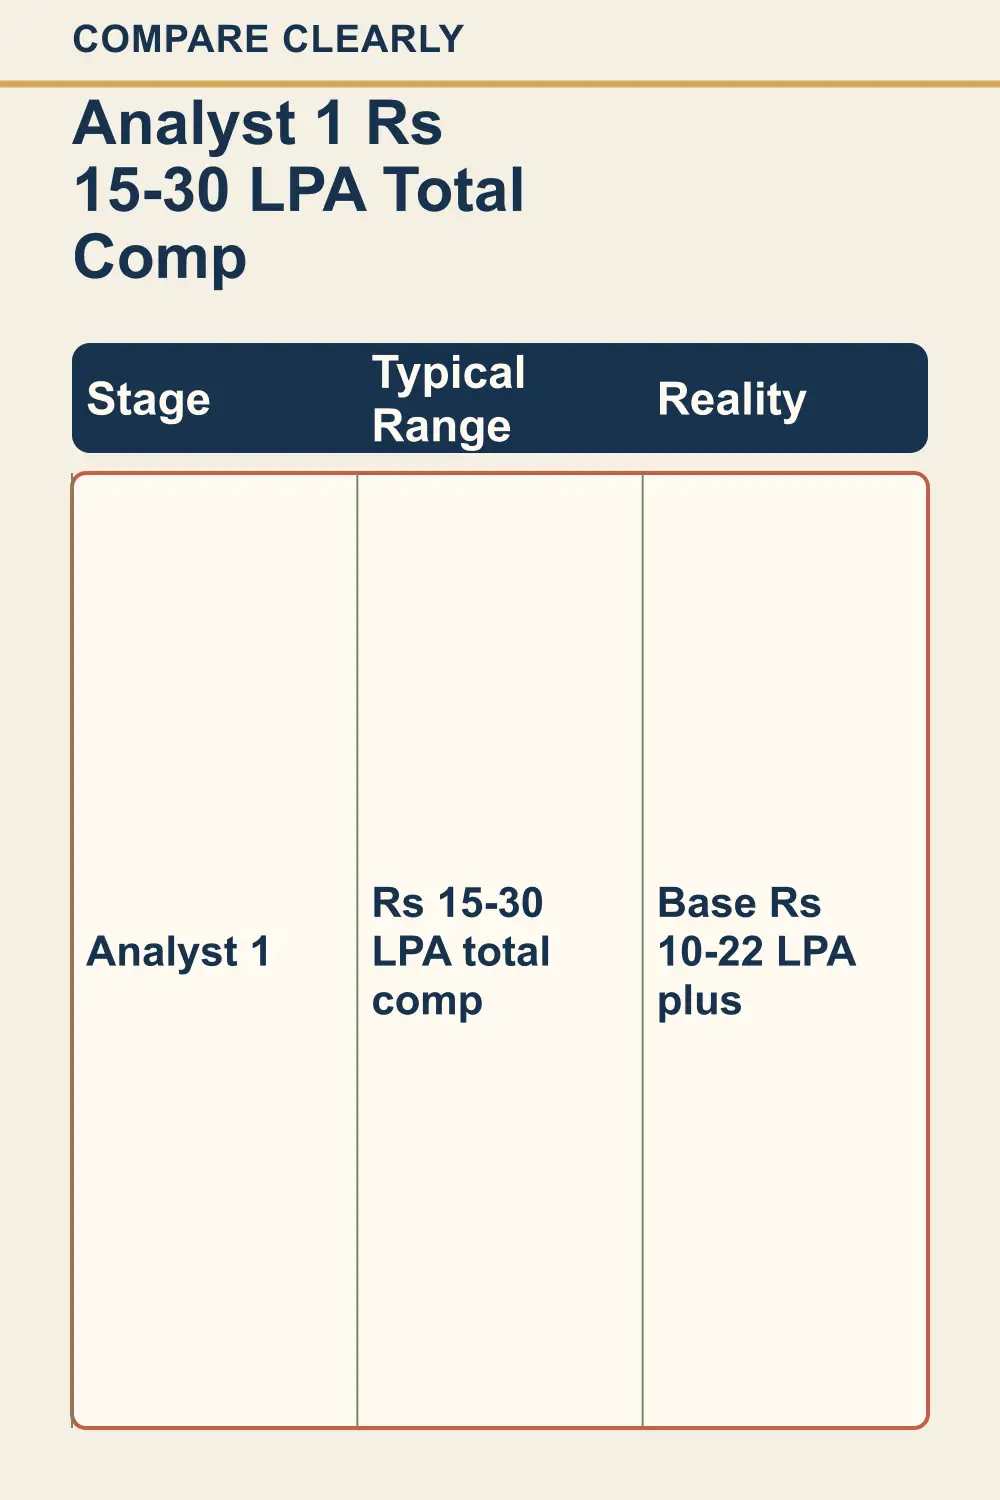 COMPARE CLEARLY
Analyst 1 Rs
15-30 LPA Total
Comp
Stage
Typical
Range
Reality
Analyst 1
Rs 15-30
LPA total
comp
Base Rs
10-22 LPA
plus